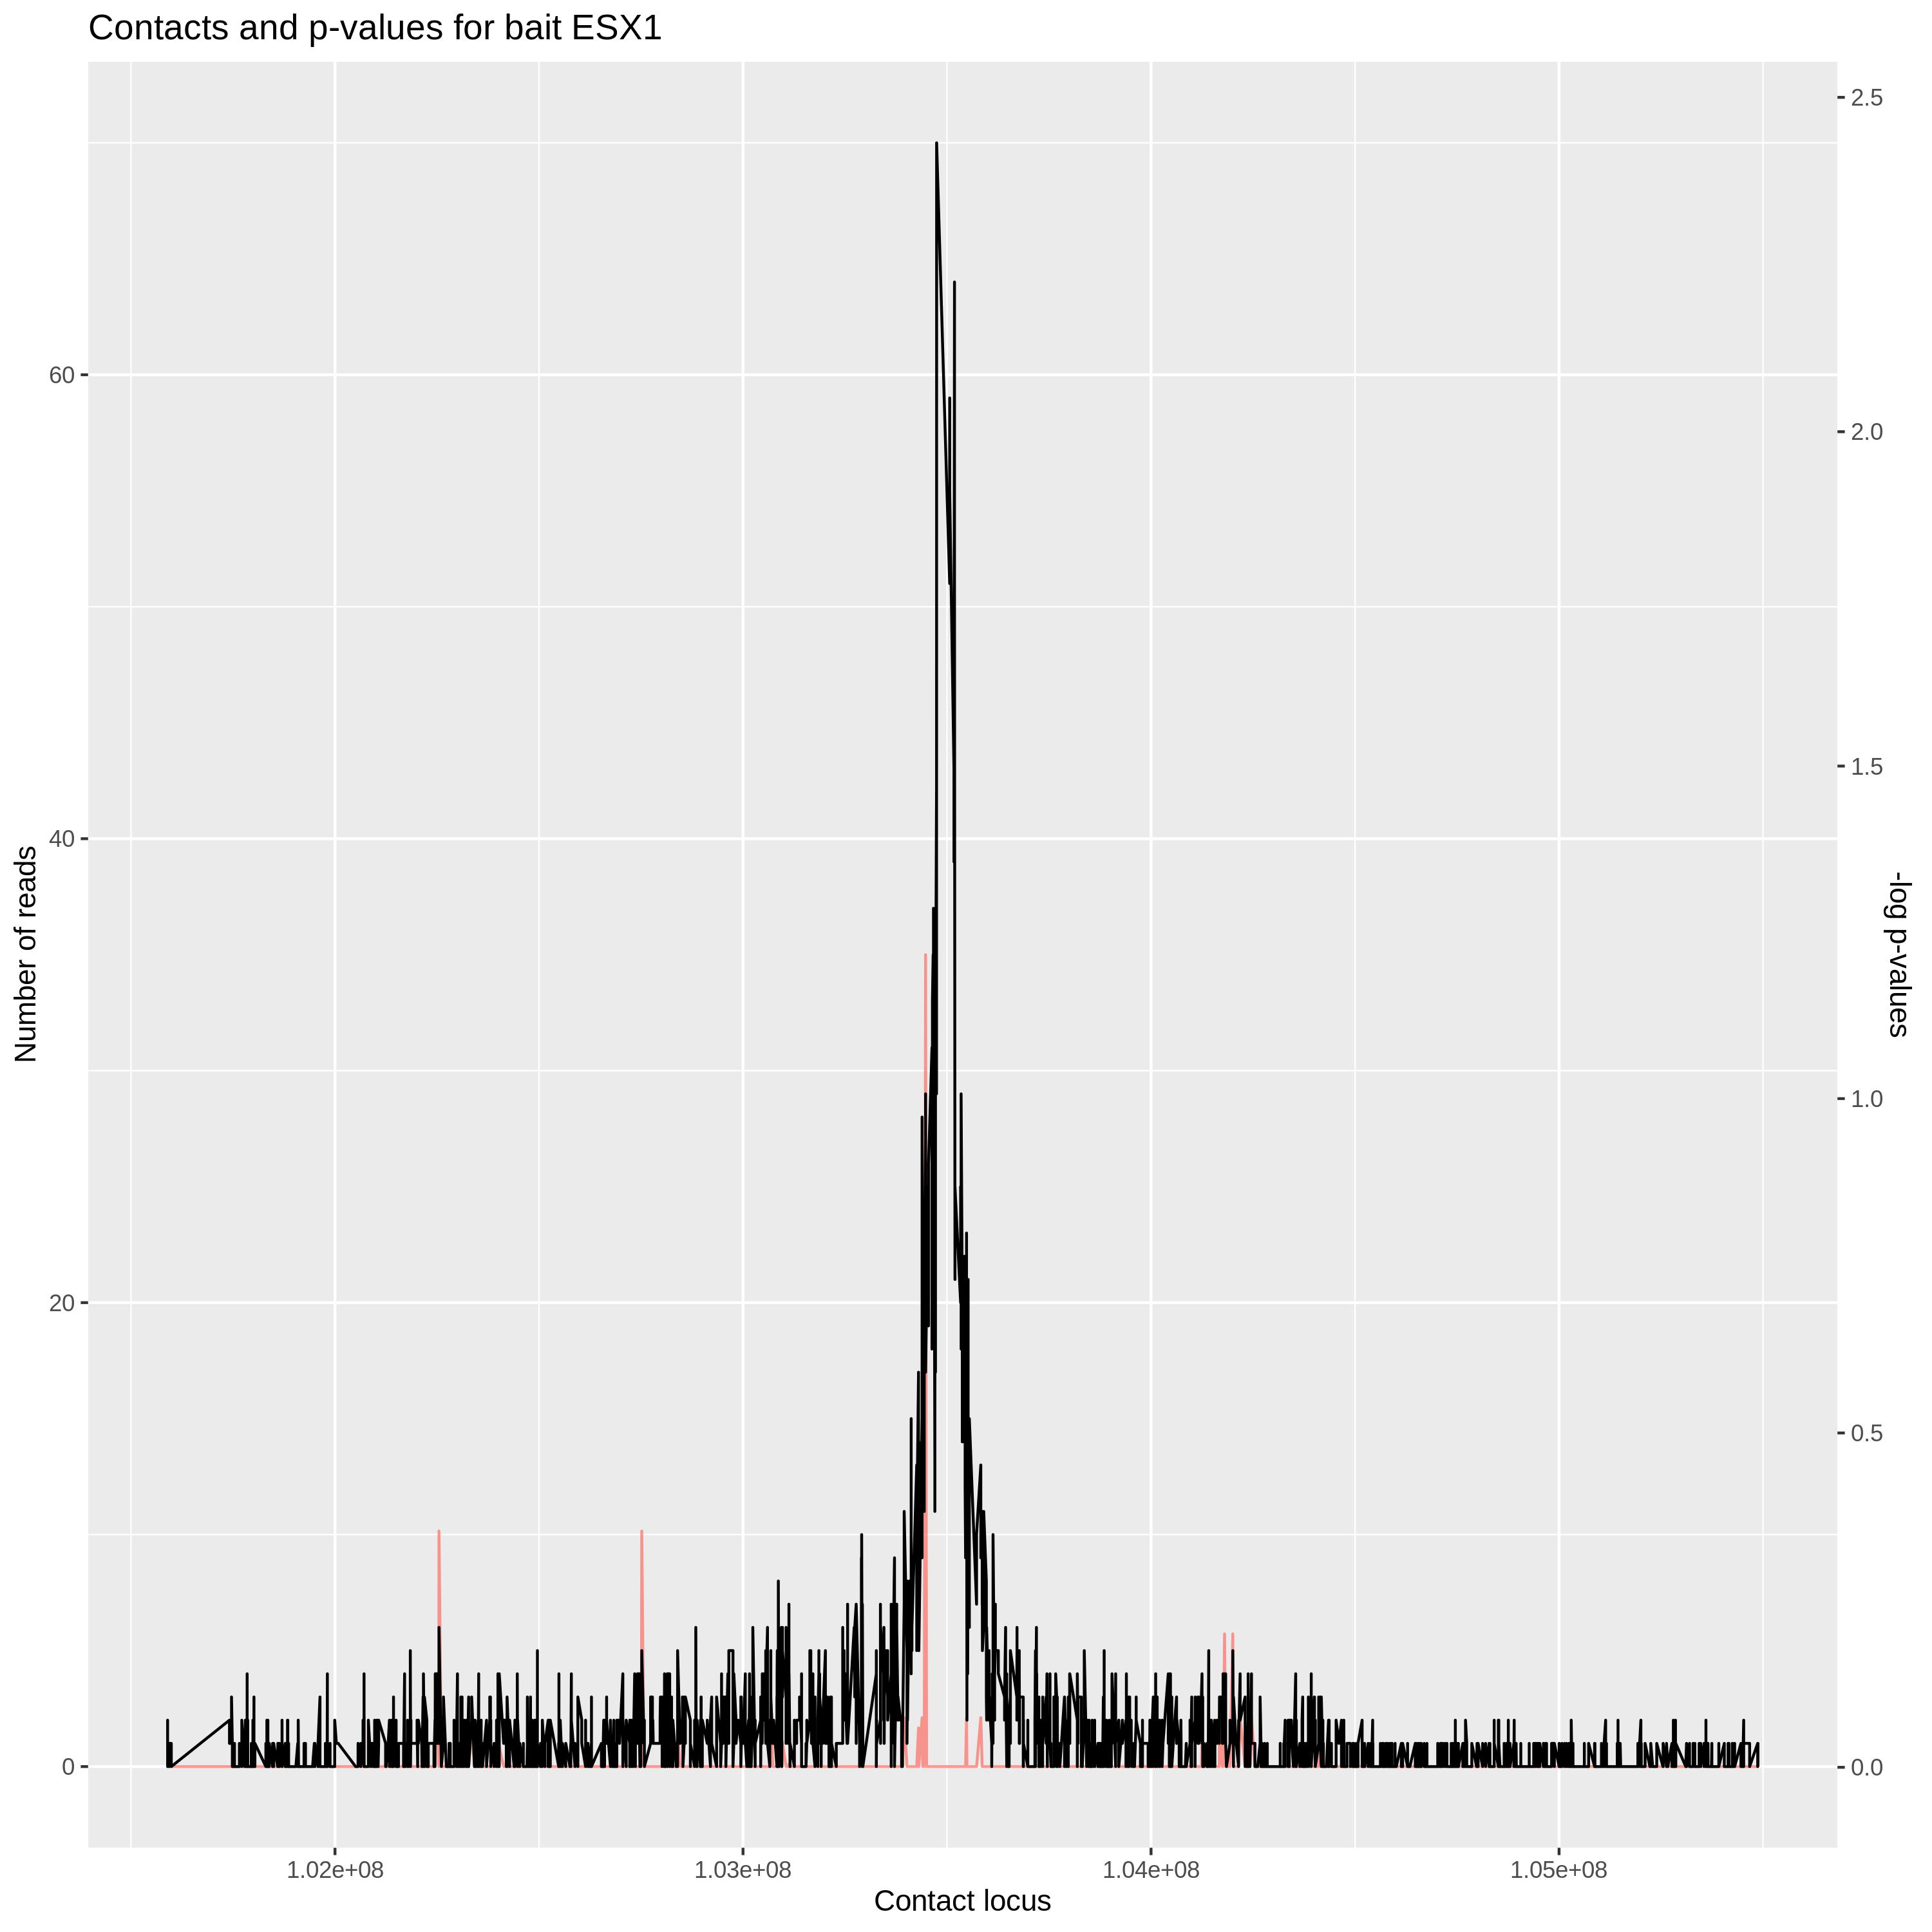 Contacts and p-values for bait ESX1
Number of reads
60
40
20
0
2.5
2.0
1.5
1.0
0.5
0.0
-log p-values
1.02e+08
1.03e+08
1.04e+08
1.05e+08
Contact locus